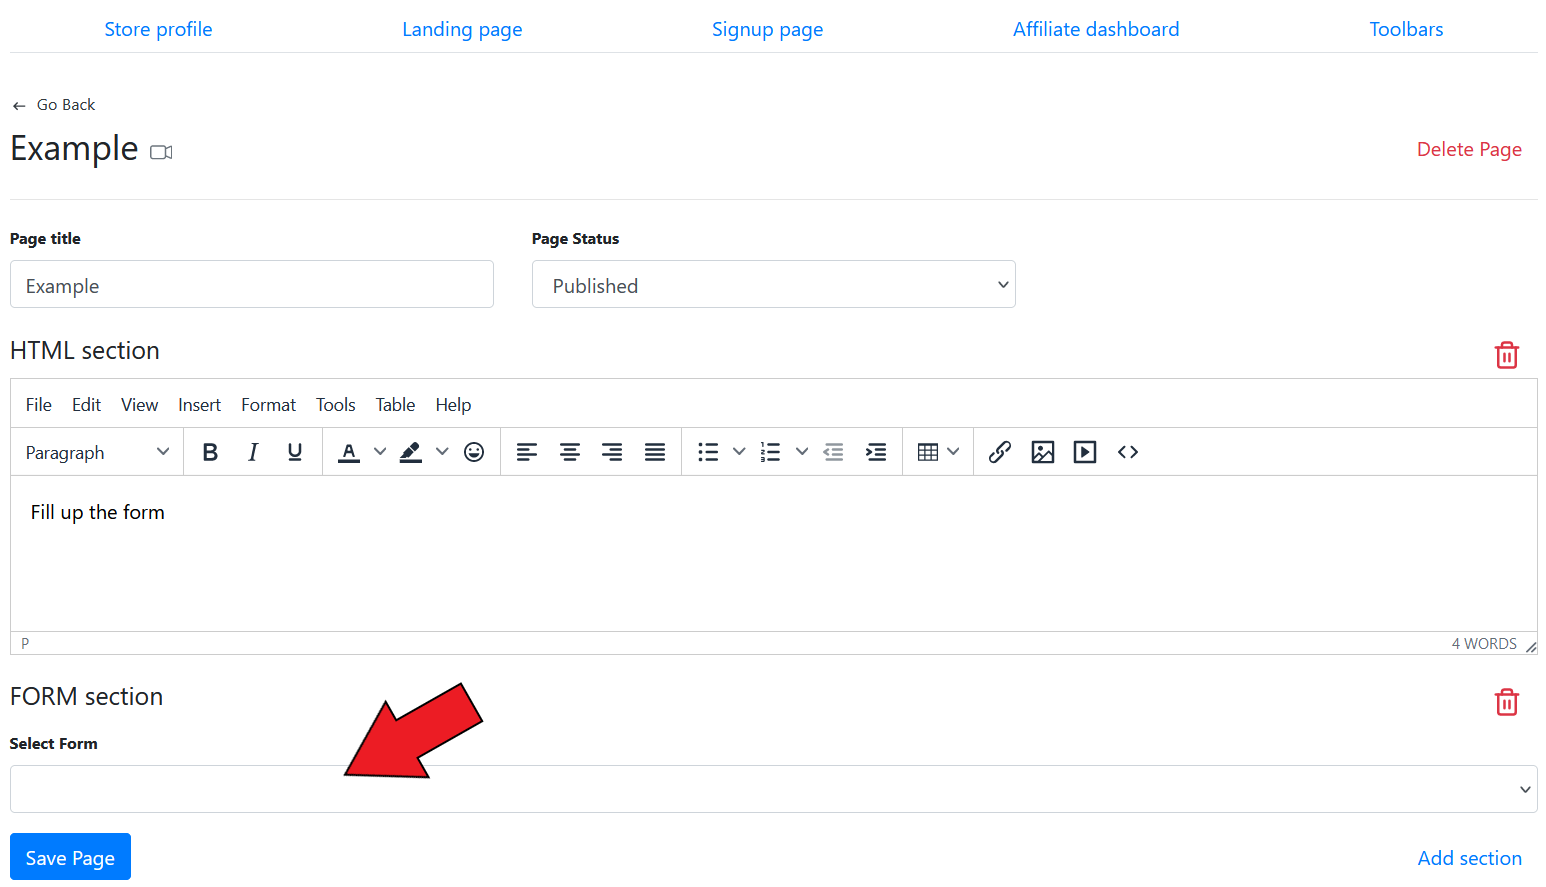 Store profile Landing page Signup page Affiliate dashboard Toolbars
← Go Back
Example
Delete Page
Page title Page Status
Example Published
HTML section
File Edit View Insert Format Tools Table Help
Paragraph B I U A
Fill up the form
P 4 WORDS
FORM section
Select Form
Save Page Add section